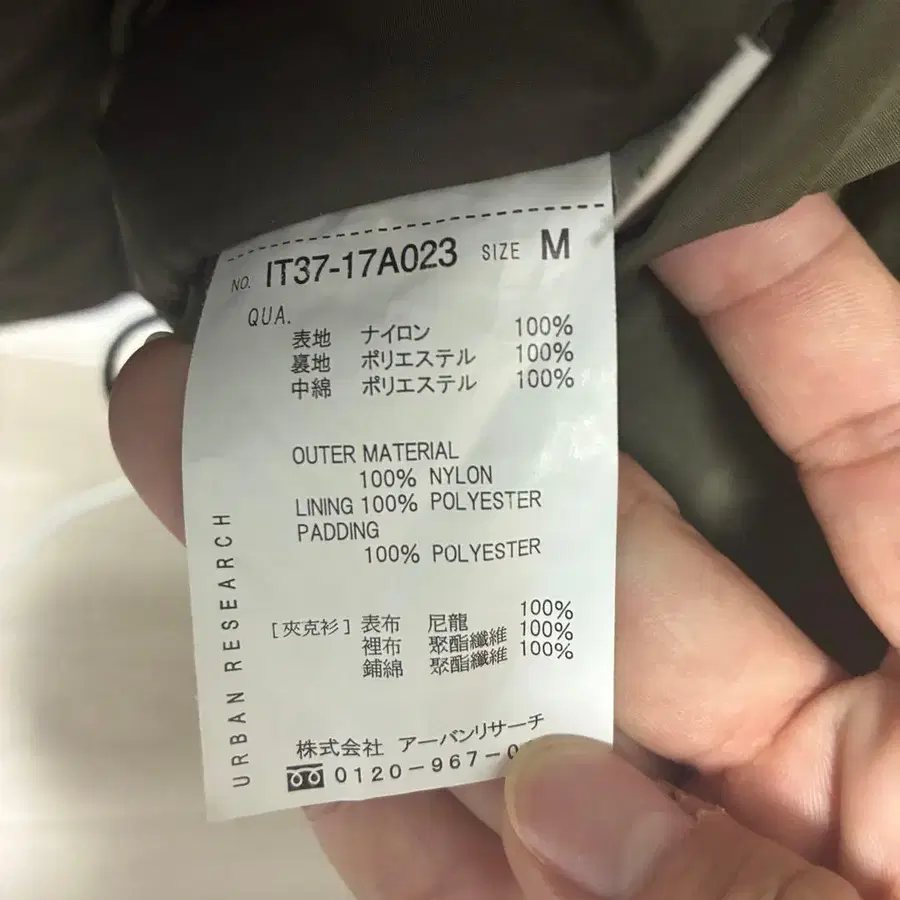 NO. IT37-17A023 SIZE M
QUA.
表地 ナイロン 100%
裏地 ポリエステル 100%
中綿 ポリエステル 100%
OUTER MATERIAL
100% NYLON
LINING 100% POLYESTER
PADDING
100% POLYESTER
[夾克衫] 表布 尼龍 100%
裡布 聚酯纖維 100%
鋪綿 聚酯纖維 100%
株式会社 アーバンリサーチ
0120-967-
URBAN RESEARCH